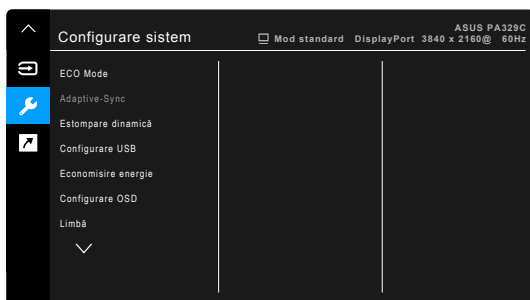 ASUS PA329C
Configurare sistem
Mod standard DisplayPort 3840 x 2160@ 60Hz
ECO Mode
Adaptive-Sync
Estompare dinamică
Configurare USB
Economisire energie
Configurare OSD
Limbă